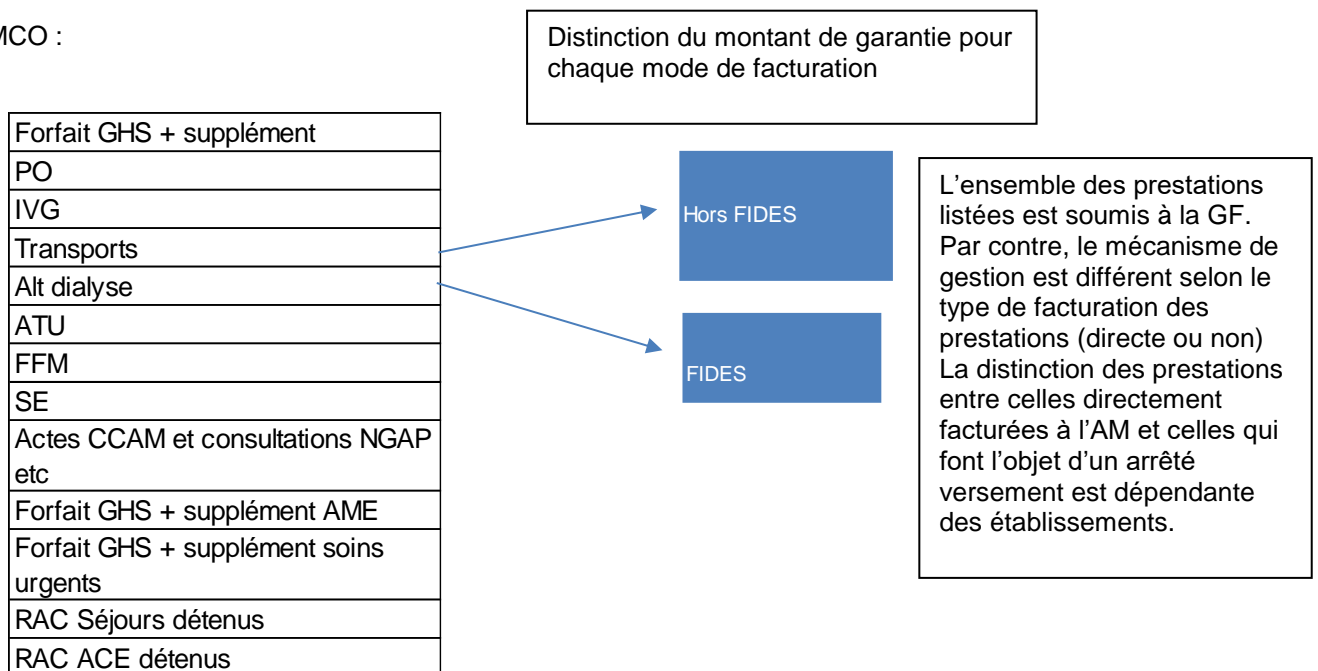 MCO :
Distinction du montant de garantie pour
chaque mode de facturation
Forfait GHS + supplément
PO
IVG
Transports
Alt dialyse
ATU
FFM
SE
Actes CCAM et consultations NGAP
etc
Forfait GHS + supplément AME
Forfait GHS + supplément soins
urgents
RAC Séjours détenus
RAC ACE détenus
Hors FIDES
FIDES
L’ensemble des prestations
listées est soumis à la GF.
Par contre, le mécanisme de
gestion est différent selon le
type de facturation des
prestations (directe ou non)
La distinction des prestations
entre celles directement
facturées à l’AM et celles qui
font l’objet d’un arrêté
versement est dépendante
des établissements.